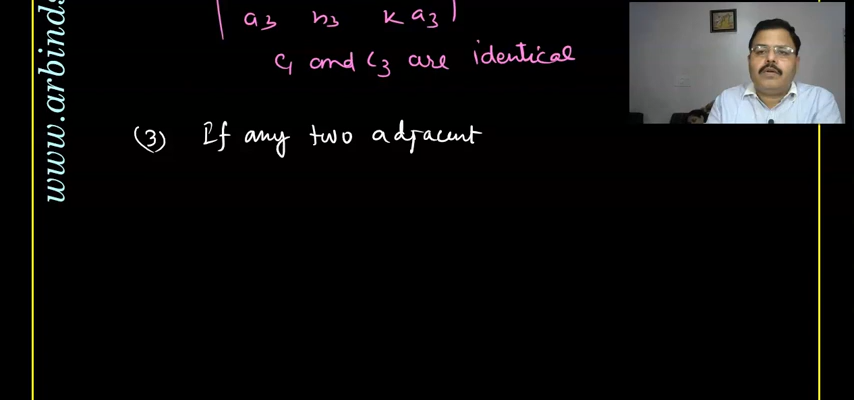 | a3 b3 K a3 |
C1 and C3 are identical
(3) If any two adjacent
www.arbinds